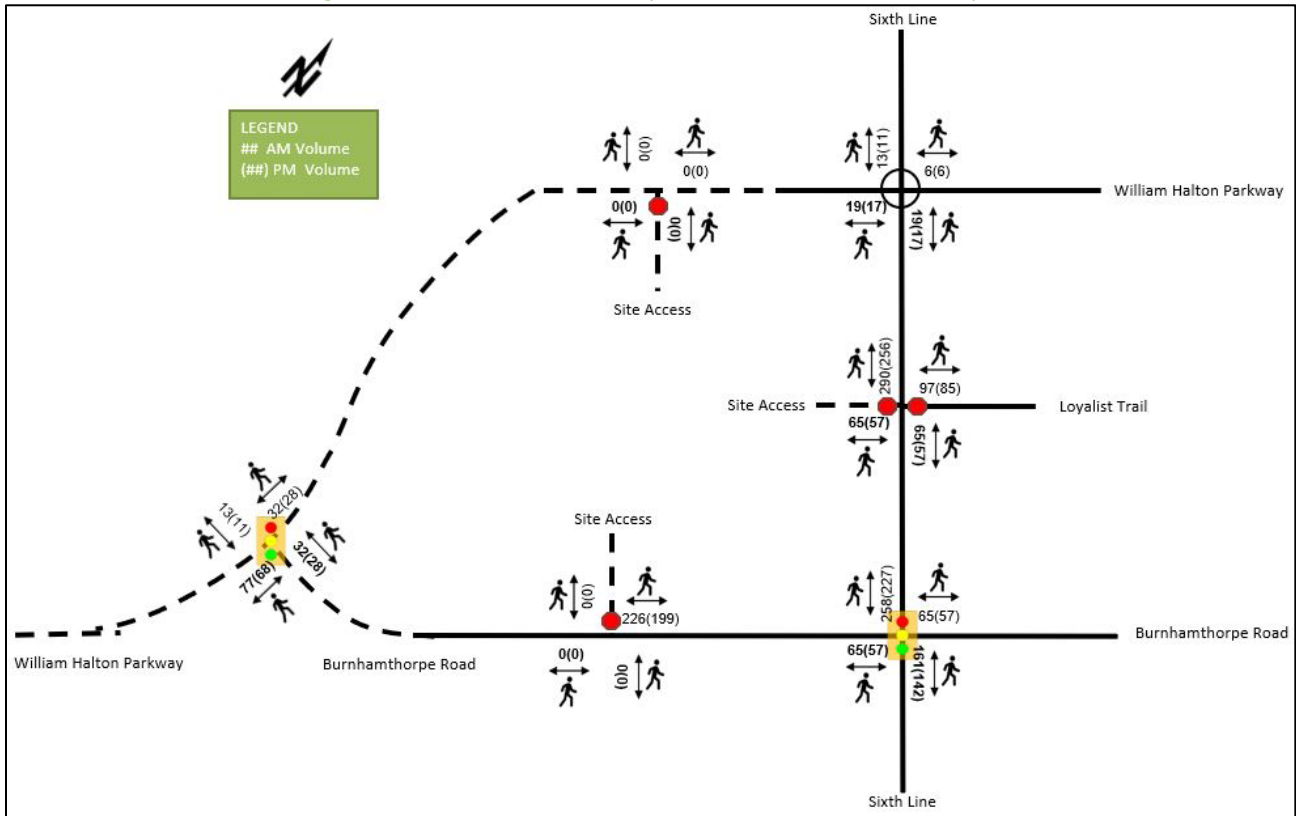 Sixth Line
LEGEND
## AM Volume
(##) PM Volume
0(0)
0(0)
13(11)
6(6)
William Halton Parkway
0(0)
0(0)
19(17)
19(17)
Site Access
290(256)
97(85)
Site Access
Loyalist Trail
65(57)
65(57)
13(11)
32(28)
32(28)
77(68)
Site Access
0(0)
226(199)
258(227)
65(57)
Burnhamthorpe Road
William Halton Parkway
Burnhamthorpe Road
0(0)
0(0)
65(57)
161(142)
Sixth Line